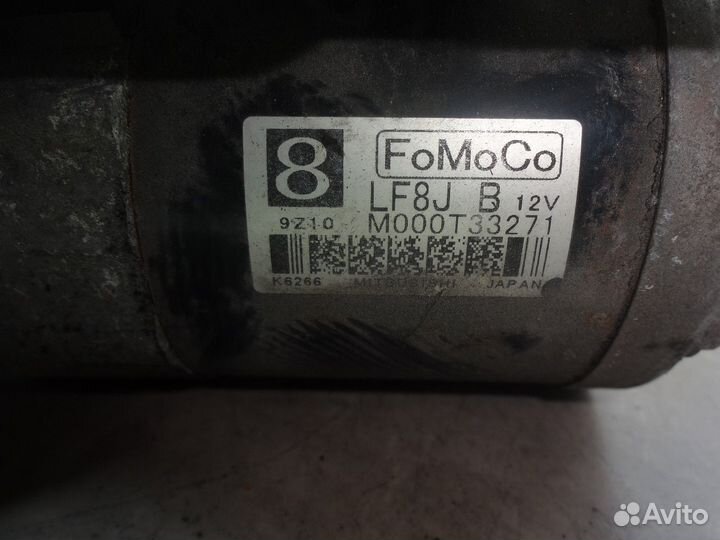 8 FoMoCo
LF8J B 12V
9Z10 M000T33271
K6266 MITSUBISHI JAPAN
Avito